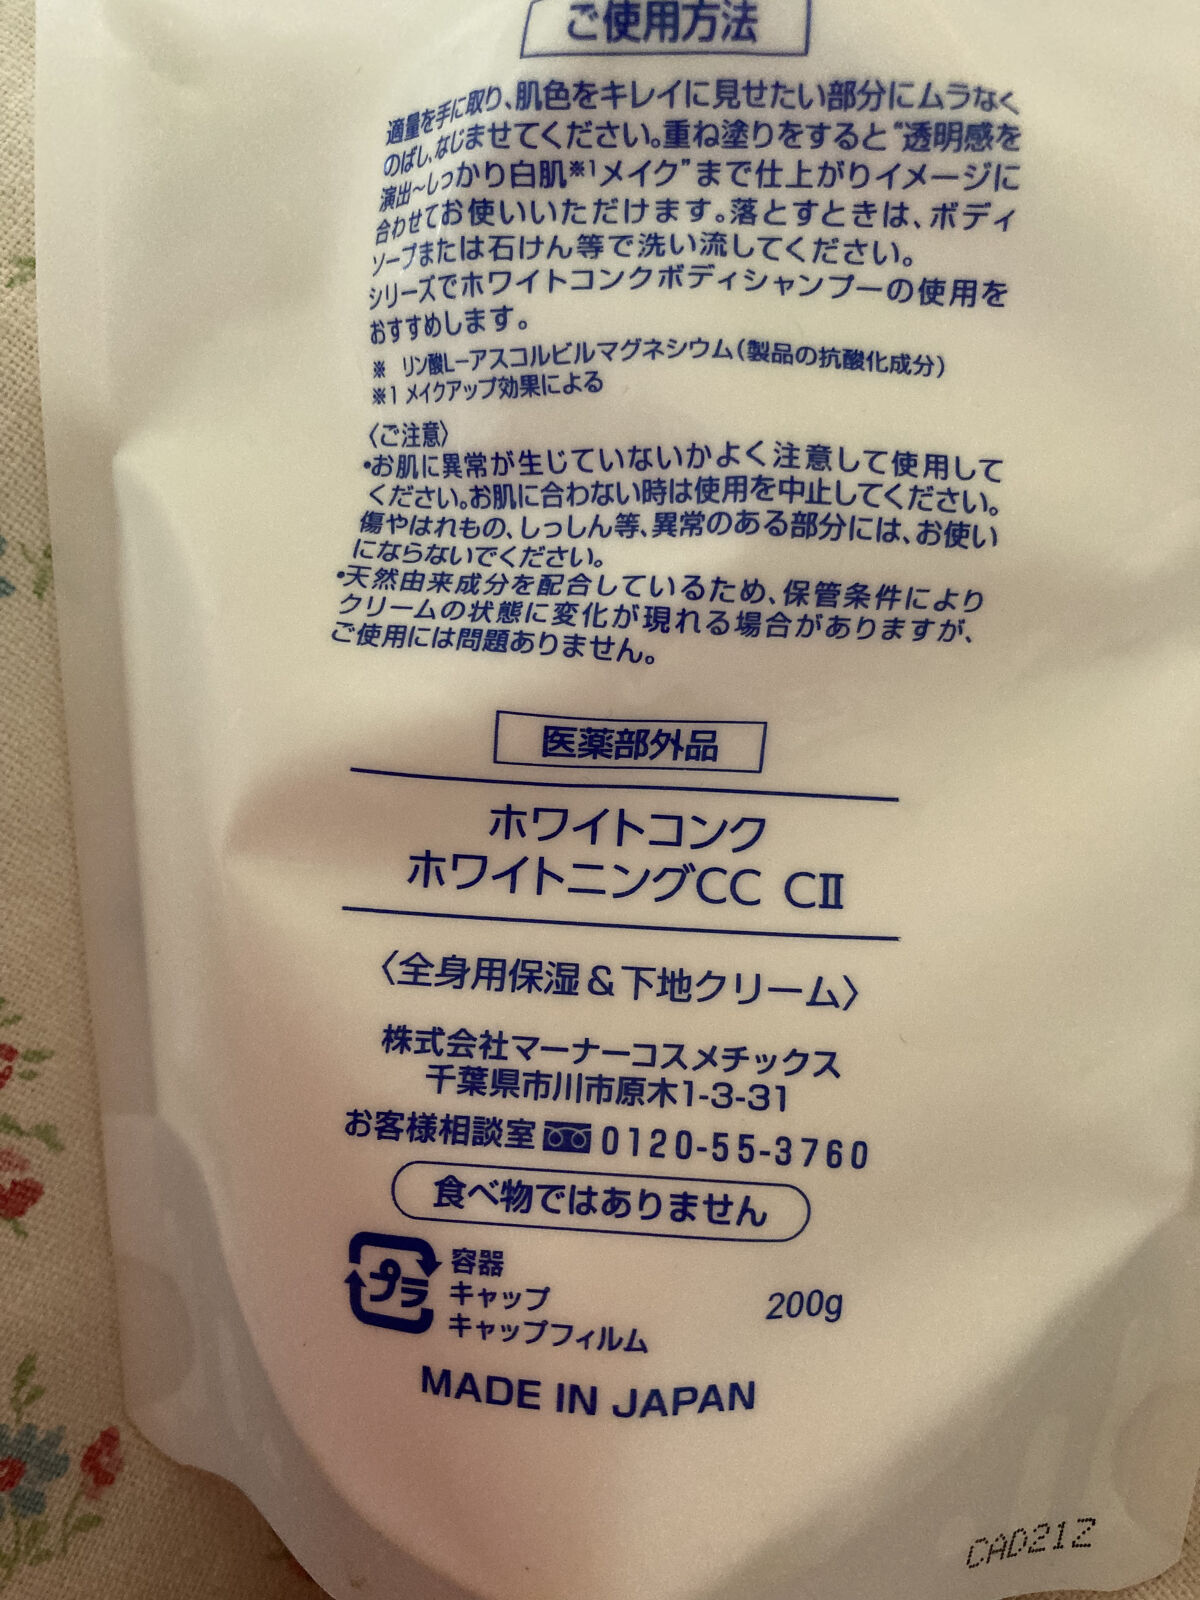 ご使用方法
適量を手に取り、肌色をキレイに見せたい部分にムラなく
のばし、なじませてください。重ね塗りをすると“透明感を
演出~しっかり白肌※1メイク”まで仕上がりイメージに
合わせてお使いいただけます。落とすときは、ボディ
ソープまたは石けん等で洗い流してください。
シリーズでホワイトコンクボディシャンプーの使用を
おすすめします。
※ リン酸L-アスコルビルマグネシウム(製品の抗酸化成分)
※1 メイクアップ効果による
〈ご注意〉
•お肌に異常が生じていないかよく注意して使用して
ください。お肌に合わない時は使用を中止してください。
傷やはれもの、しっしん等、異常のある部分には、お使い
にならないでください。
•天然由来成分を配合しているため、保管条件により
クリームの状態に変化が現れる場合がありますが、
ご使用には問題ありません。
医薬部外品
ホワイトコンク
ホワイトニングCC CⅡ
〈全身用保湿&下地クリーム〉
株式会社マーナーコスメチックス
千葉県市川市原木1-3-31
お客様相談室 0120-55-3760
食べ物ではありません
プラ
容器
キャップ
キャップフィルム
200g
MADE IN JAPAN
CAD21Z